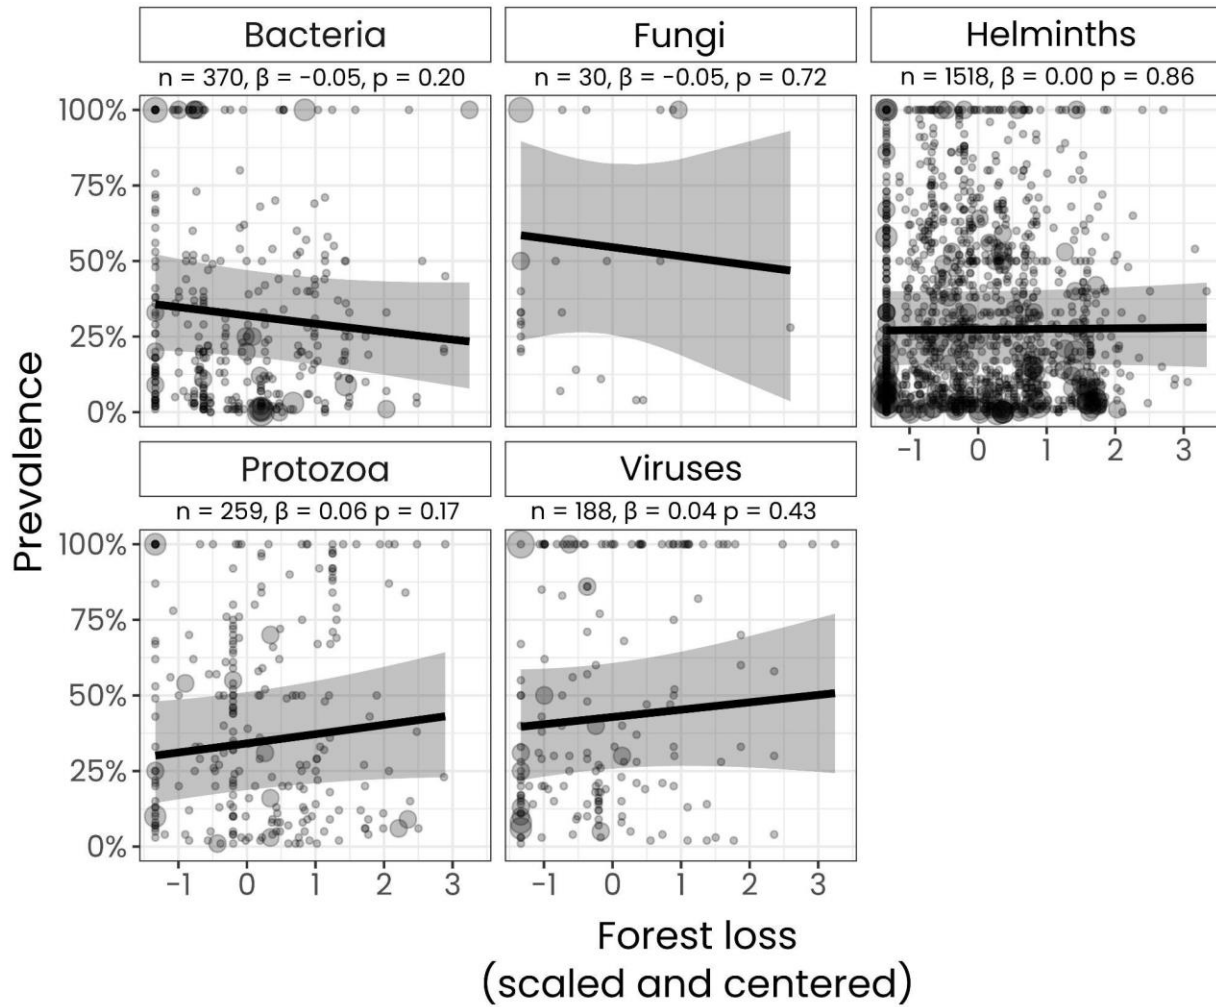 Bacteria
n = 370, β = −0.05, p = 0.20
Fungi
n = 30, β = −0.05, p = 0.72
Helminths
n = 1518, β = 0.00 p = 0.86
100%
75%
50%
25%
0%
−1 0 1 2 3
Protozoa
n = 259, β = 0.06 p = 0.17
Viruses
n = 188, β = 0.04 p = 0.43
100%
75%
50%
25%
0%
−1 0 1 2 3
−1 0 1 2 3
Prevalence
Forest loss
(scaled and centered)